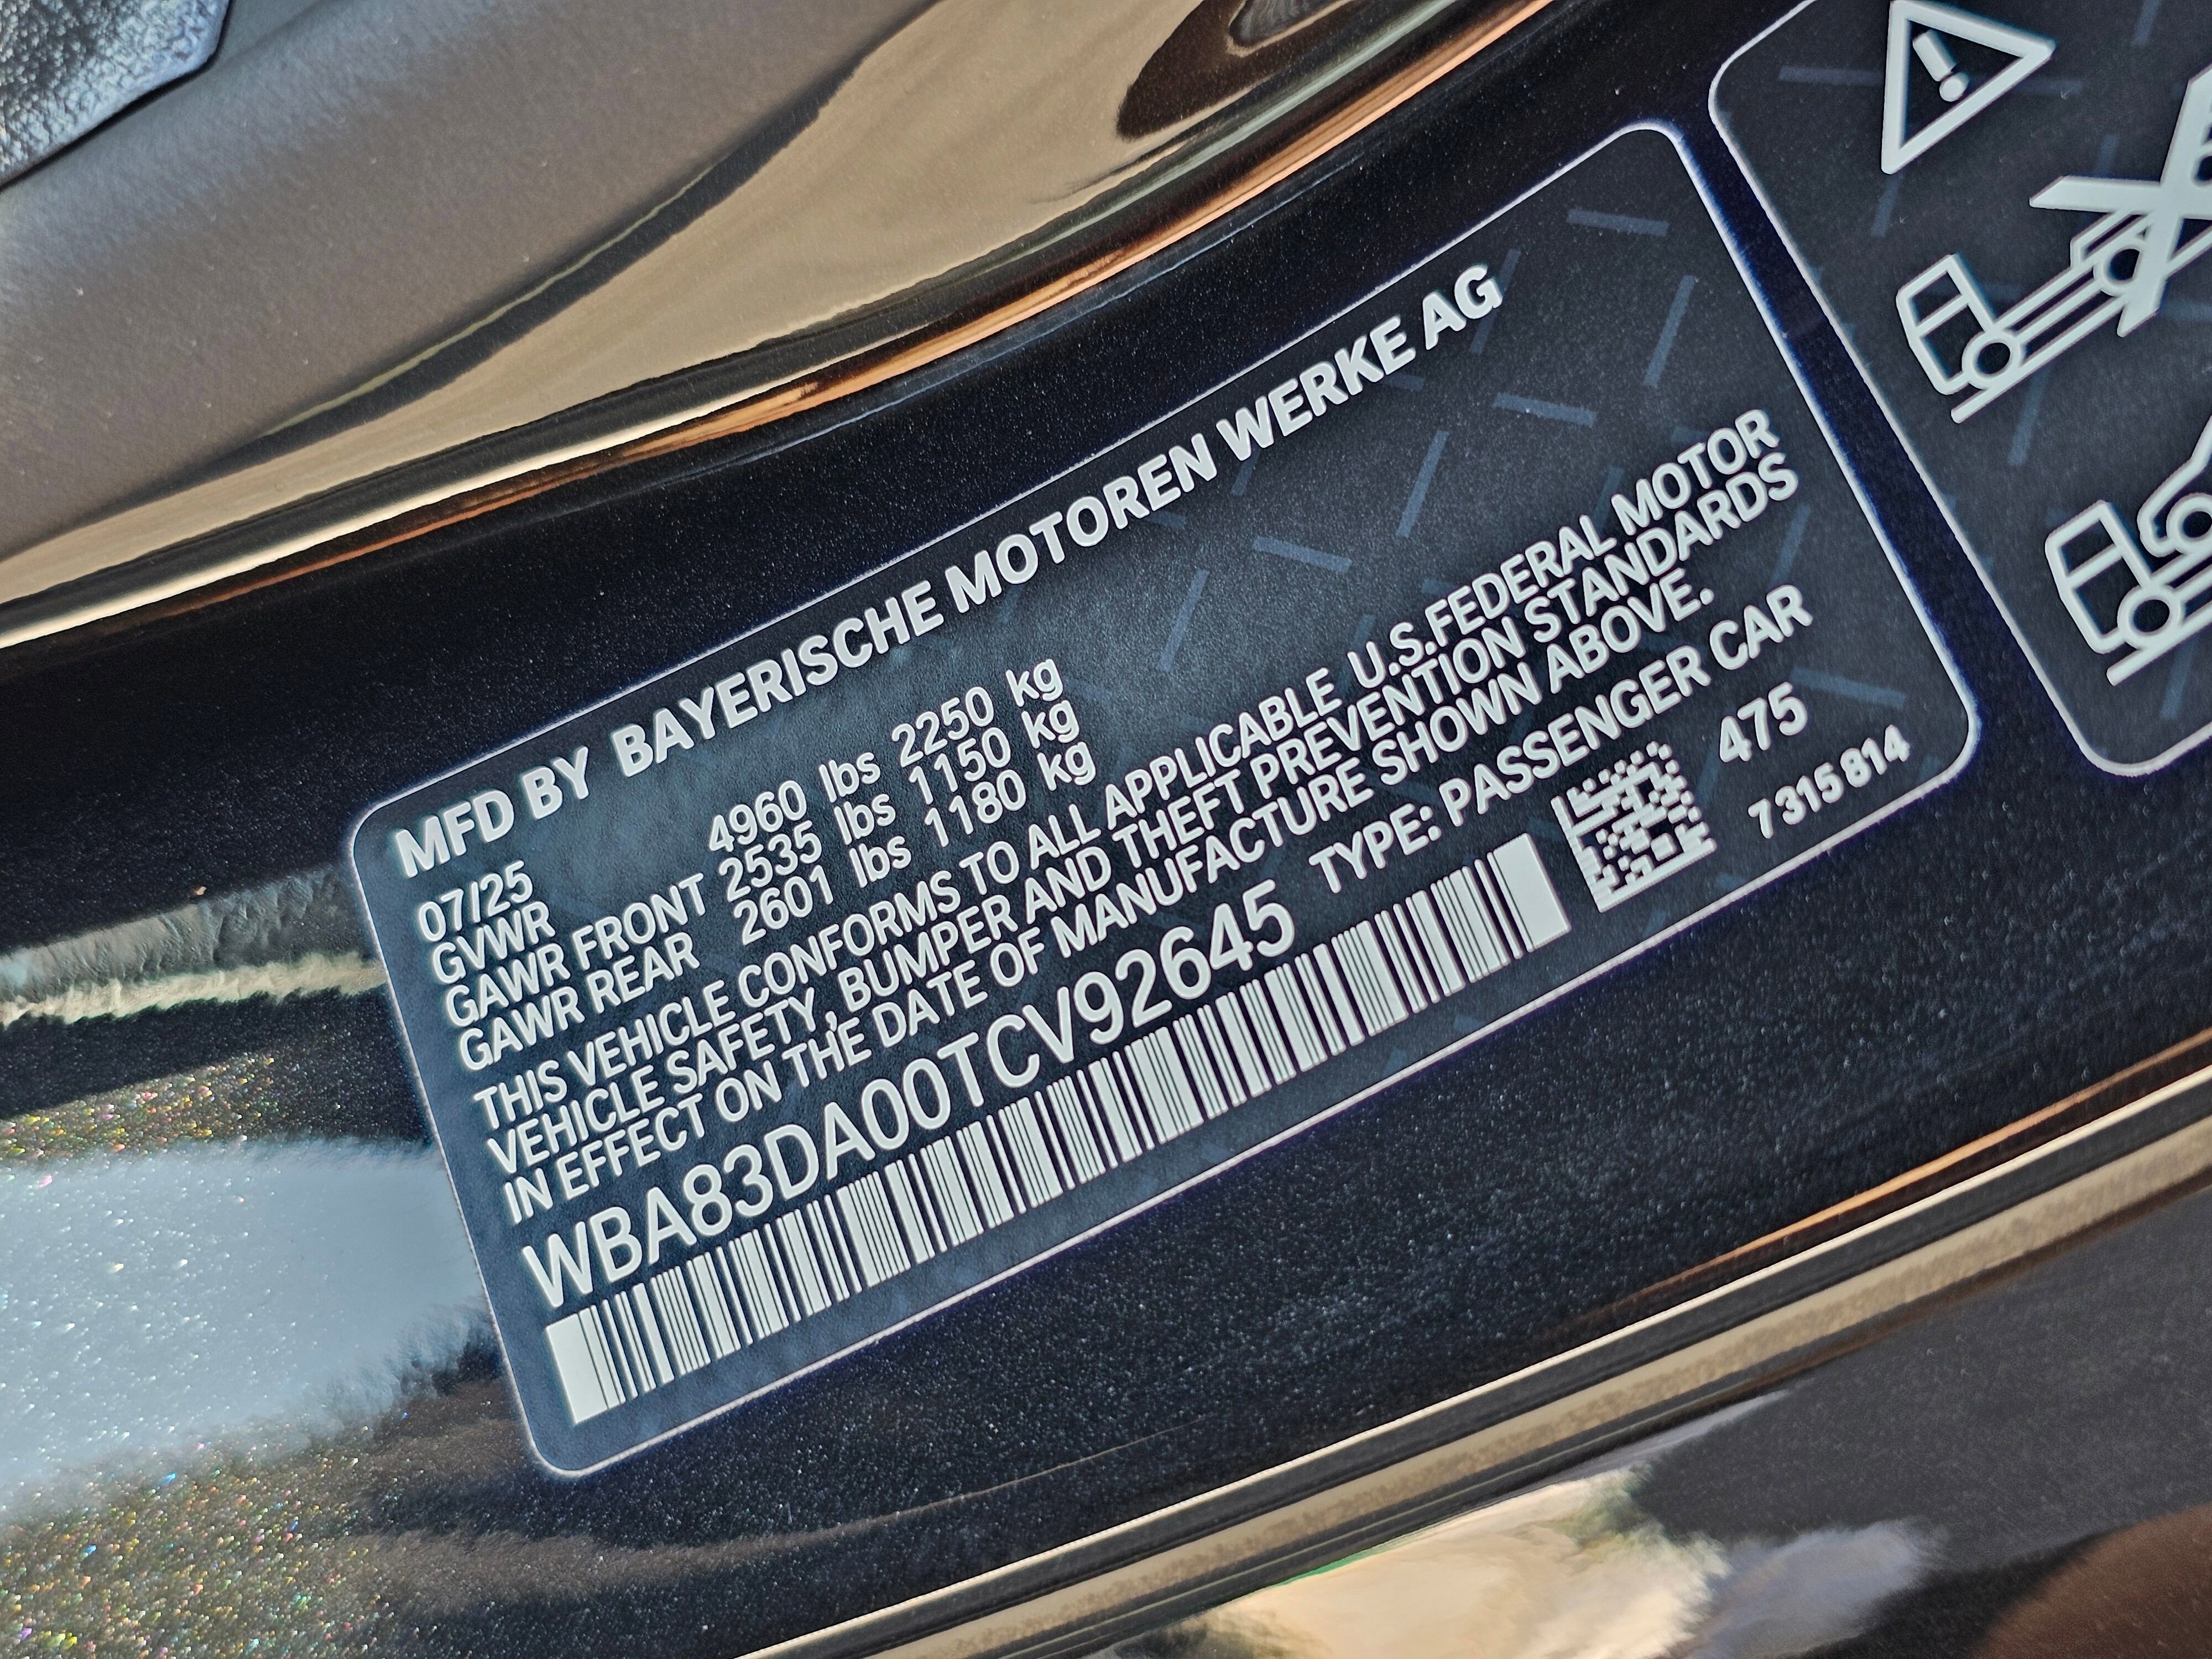 MFD BY BAYERISCHE MOTOREN WERKE AG
07/25
GVWR 4960 lbs 2250 kg
GAWR FRONT 2535 lbs 1150 kg
GAWR REAR 2601 lbs 1180 kg
THIS VEHICLE CONFORMS TO ALL APPLICABLE U.S.FEDERAL MOTOR
VEHICLE SAFETY, BUMPER AND THEFT PREVENTION STANDARDS
IN EFFECT ON THE DATE OF MANUFACTURE SHOWN ABOVE.
WBA83DA00TCV92645 TYPE: PASSENGER CAR
475
7315 814